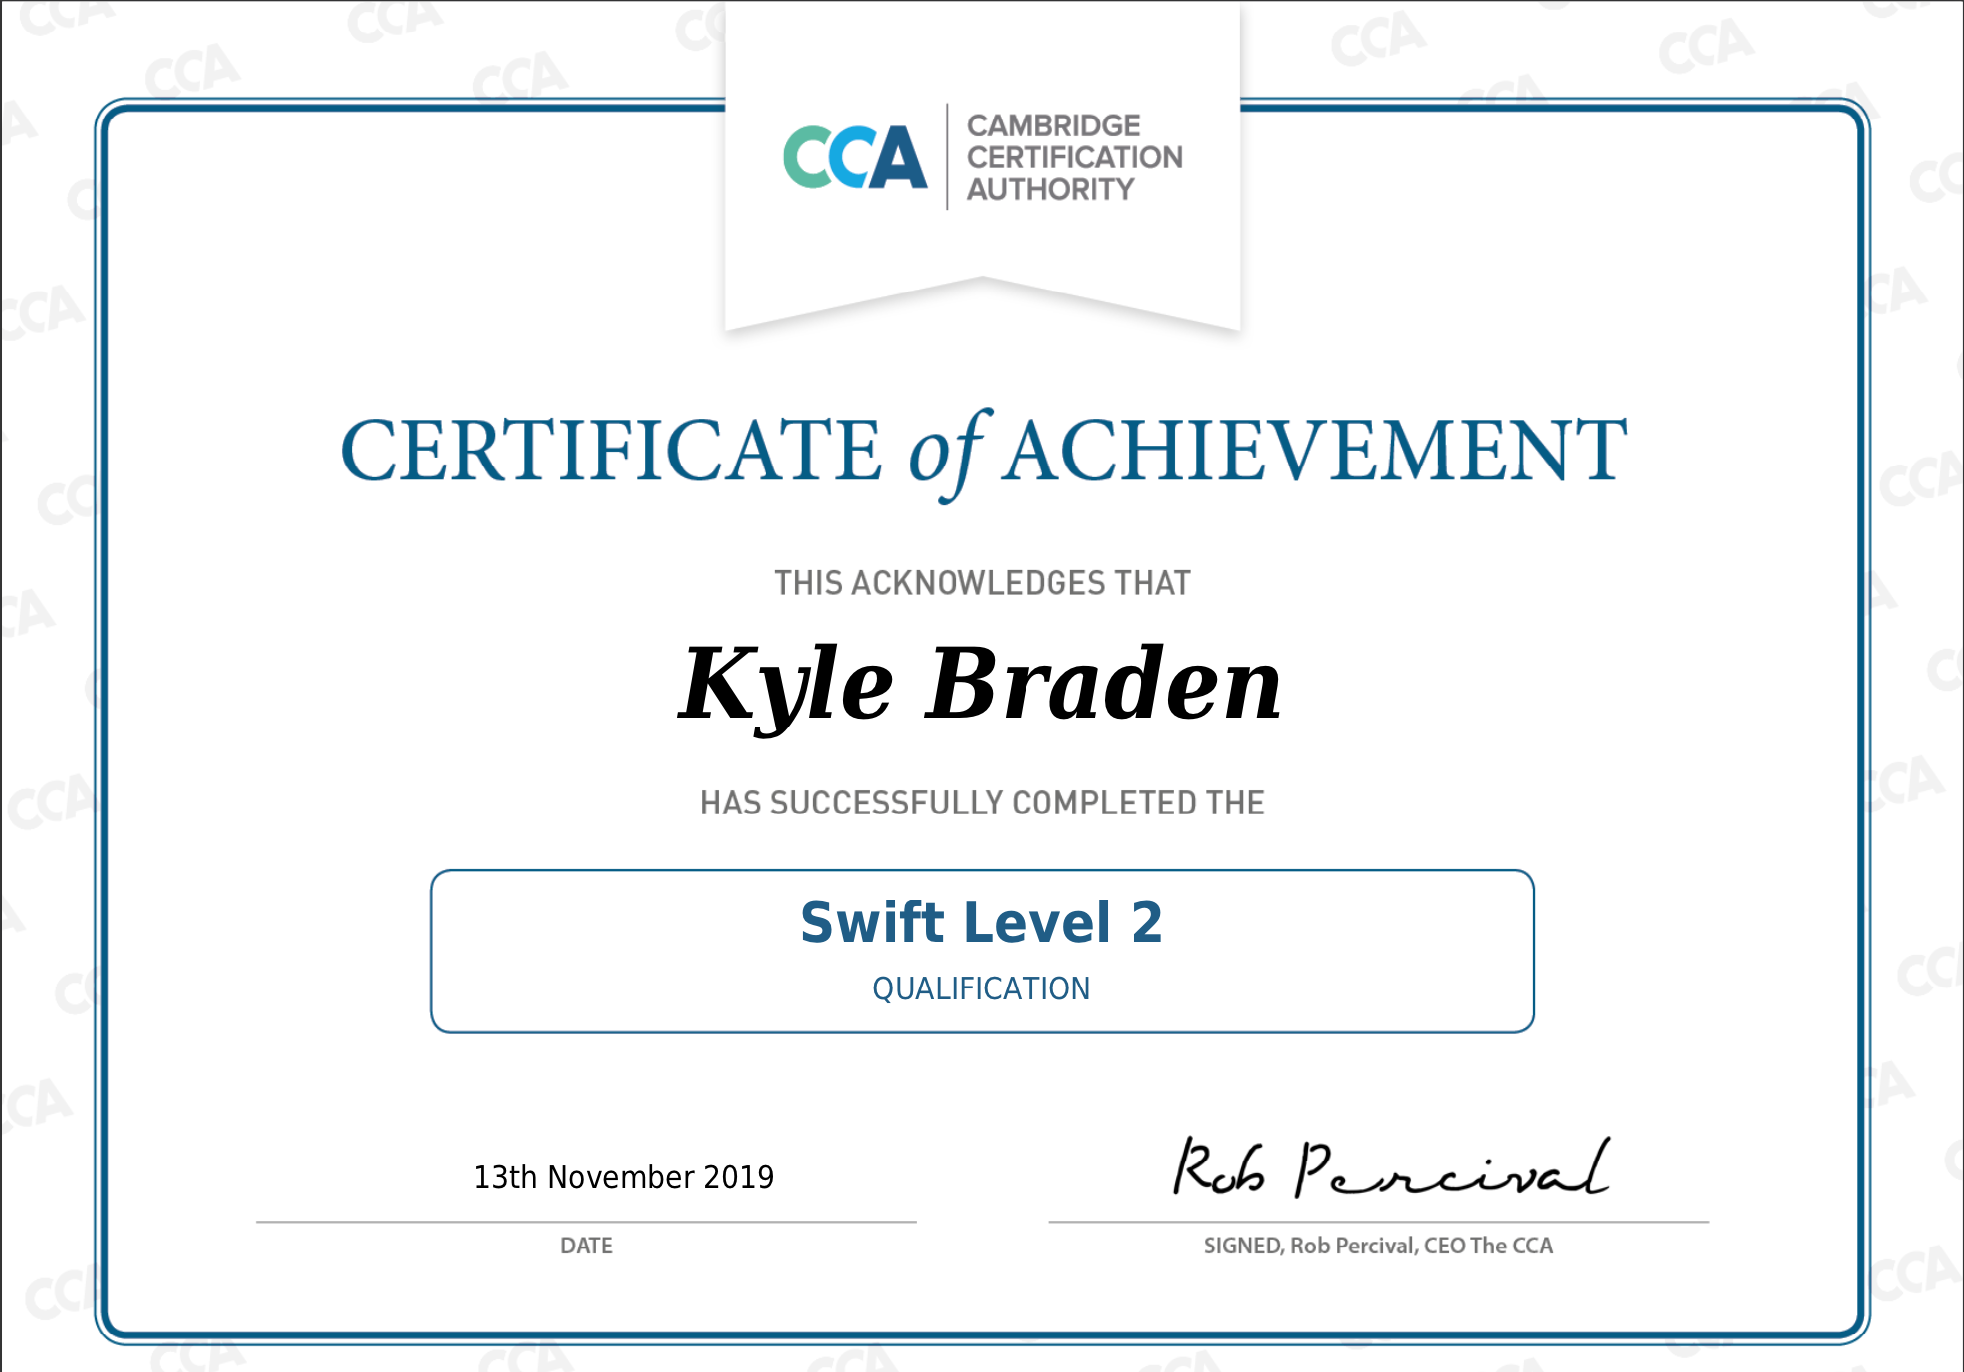 CCA
CAMBRIDGE
CERTIFICATION
AUTHORITY
CERTIFICATE of ACHIEVEMENT
THIS ACKNOWLEDGES THAT
Kyle Braden
HAS SUCCESSFULLY COMPLETED THE
Swift Level 2
QUALIFICATION
13th November 2019
DATE
Rob Percival
SIGNED, Rob Percival, CEO The CCA